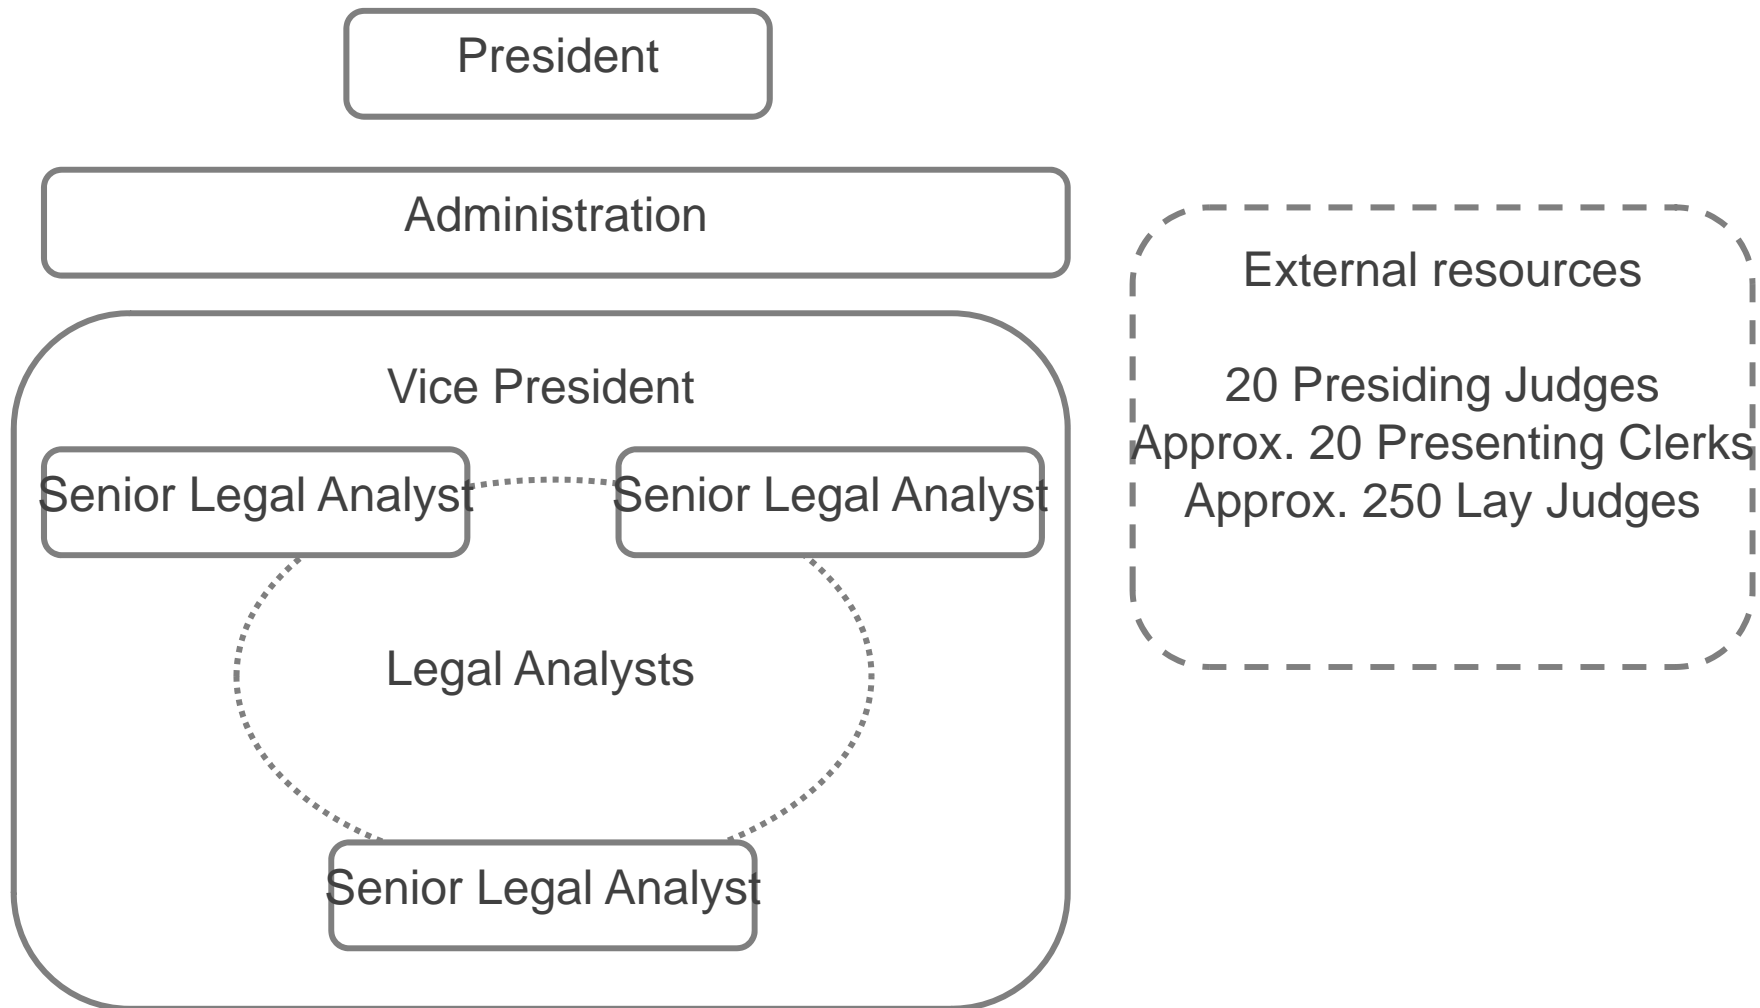 President
Administration
Vice President
Senior Legal Analyst
Senior Legal Analyst
Legal Analysts
Senior Legal Analyst
External resources
20 Presiding Judges
Approx. 20 Presenting Clerks
Approx. 250 Lay Judges